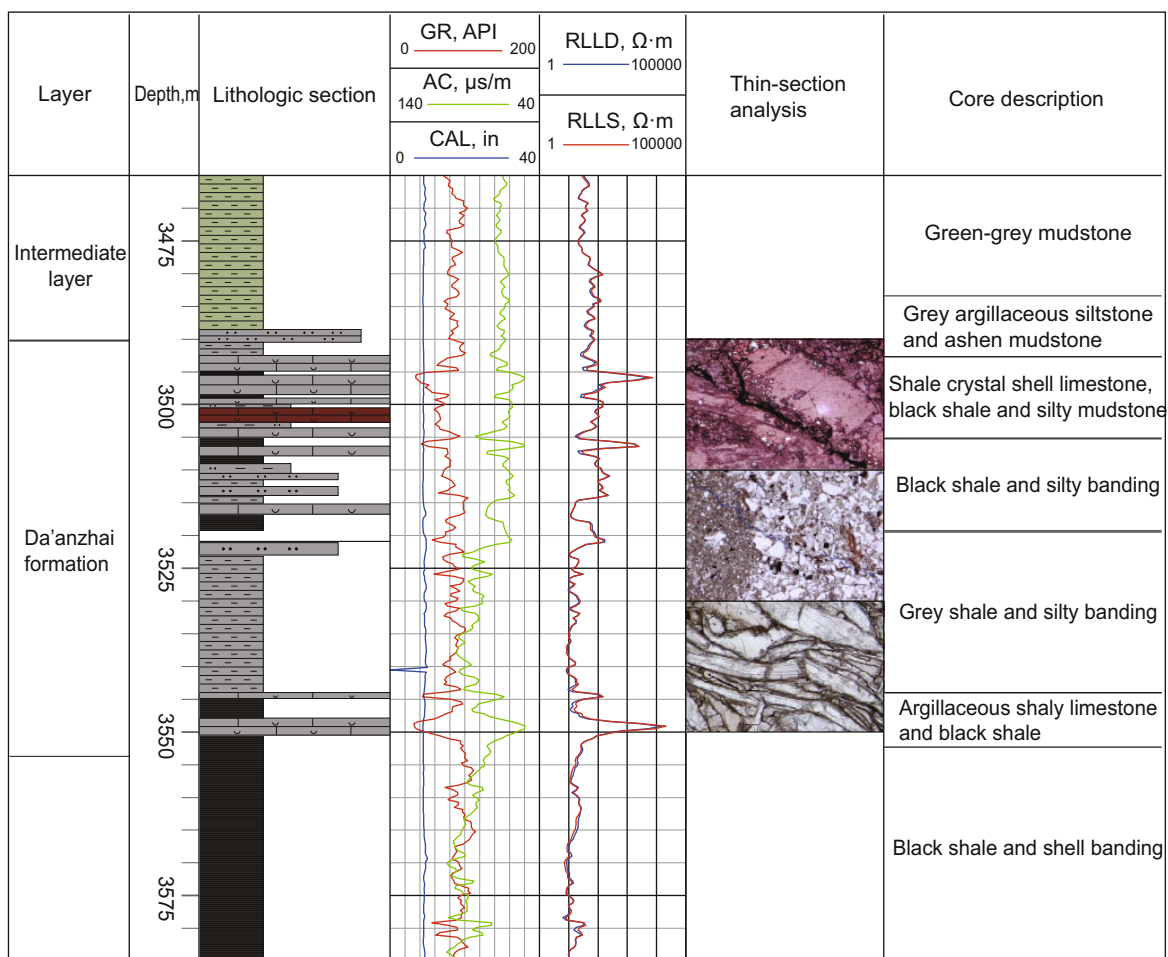 Layer
Depth,m
Lithologic section
GR, API
0 200
AC, μs/m
140 40
CAL, in
0 40
RLLD, Ω·m
1 100000
RLLS, Ω·m
1 100000
Thin-section
analysis
Core description
Intermediate
layer
Da'anzhai
formation
3475
3500
3525
3550
3575
Green-grey mudstone
Grey argillaceous siltstone
and ashen mudstone
Shale crystal shell limestone,
black shale and silty mudstone
Black shale and silty banding
Grey shale and silty banding
Argillaceous shaly limestone
and black shale
Black shale and shell banding